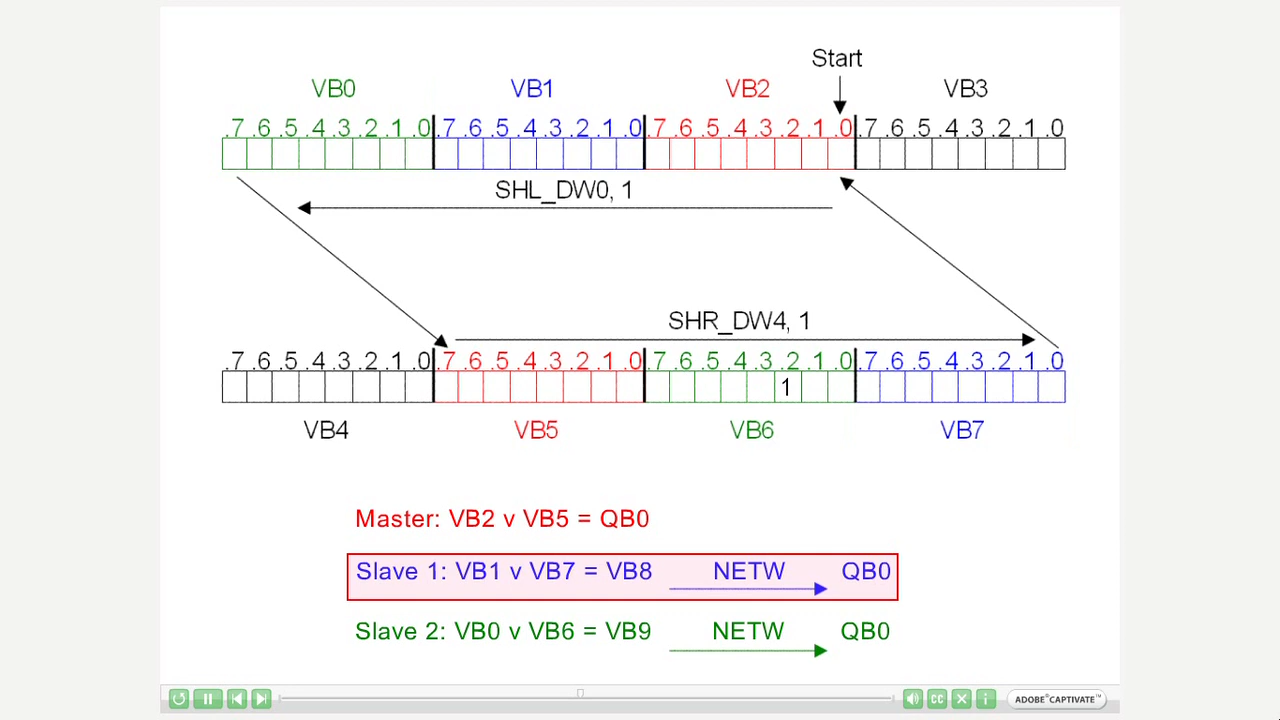 Start
VB0 VB1 VB2 VB3
.7 .6 .5 .4 .3 .2 .1 .0 .7 .6 .5 .4 .3 .2 .1 .0 .7 .6 .5 .4 .3 .2 .1 .0 .7 .6 .5 .4 .3 .2 .1 .0
SHL_DW0, 1
SHR_DW4, 1
.7 .6 .5 .4 .3 .2 .1 .0 .7 .6 .5 .4 .3 .2 .1 .0 .7 .6 .5 .4 .3 .2 .1 .0 .7 .6 .5 .4 .3 .2 .1 .0
1
VB4 VB5 VB6 VB7
Master: VB2 v VB5 = QB0
Slave 1: VB1 v VB7 = VB8 NETW QB0
Slave 2: VB0 v VB6 = VB9 NETW QB0
CC i ADOBE®CAPTIVATE™